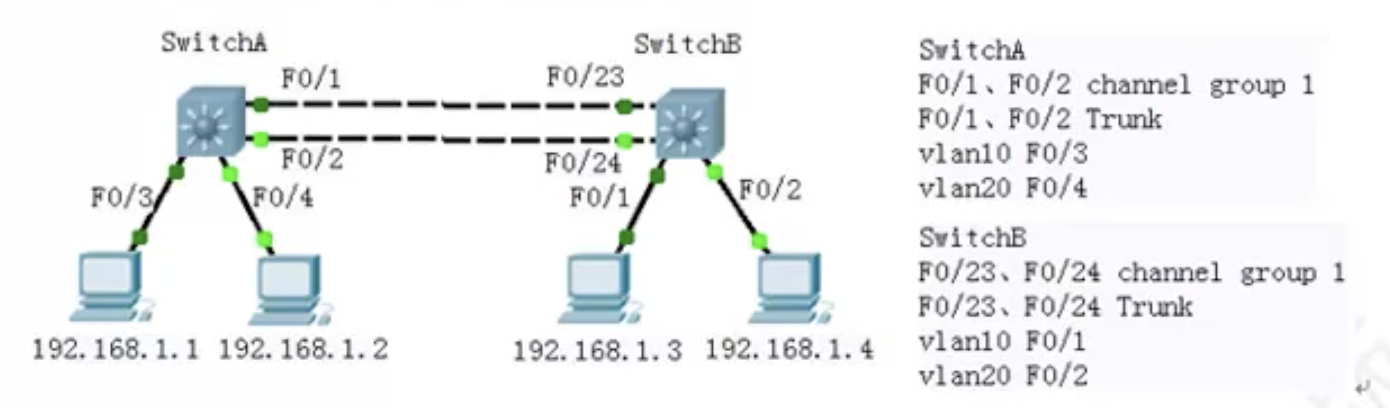 SwitchA
SwitchB
F0/1
F0/23
F0/2
F0/24
F0/3
F0/4
F0/1
F0/2
192.168.1.1
192.168.1.2
192.168.1.3
192.168.1.4
SwitchA
F0/1、F0/2 channel group 1
F0/1、F0/2 Trunk
vlan10 F0/3
vlan20 F0/4
SwitchB
F0/23、F0/24 channel group 1
F0/23、F0/24 Trunk
vlan10 F0/1
vlan20 F0/2